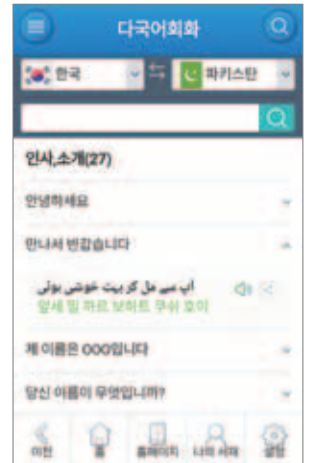 다국어회화
한국 파키스탄
인사,소개(27)
안녕하세요
만나서 반갑습니다
آپ سے مل کر بہت خوشی ہوئی
앞세 밀 까르 보하트 쿠쉬 호이
제 이름은 OOO입니다
당신 이름이 무엇입니까?
이전 홈 홈페이지 나의 서재 설정